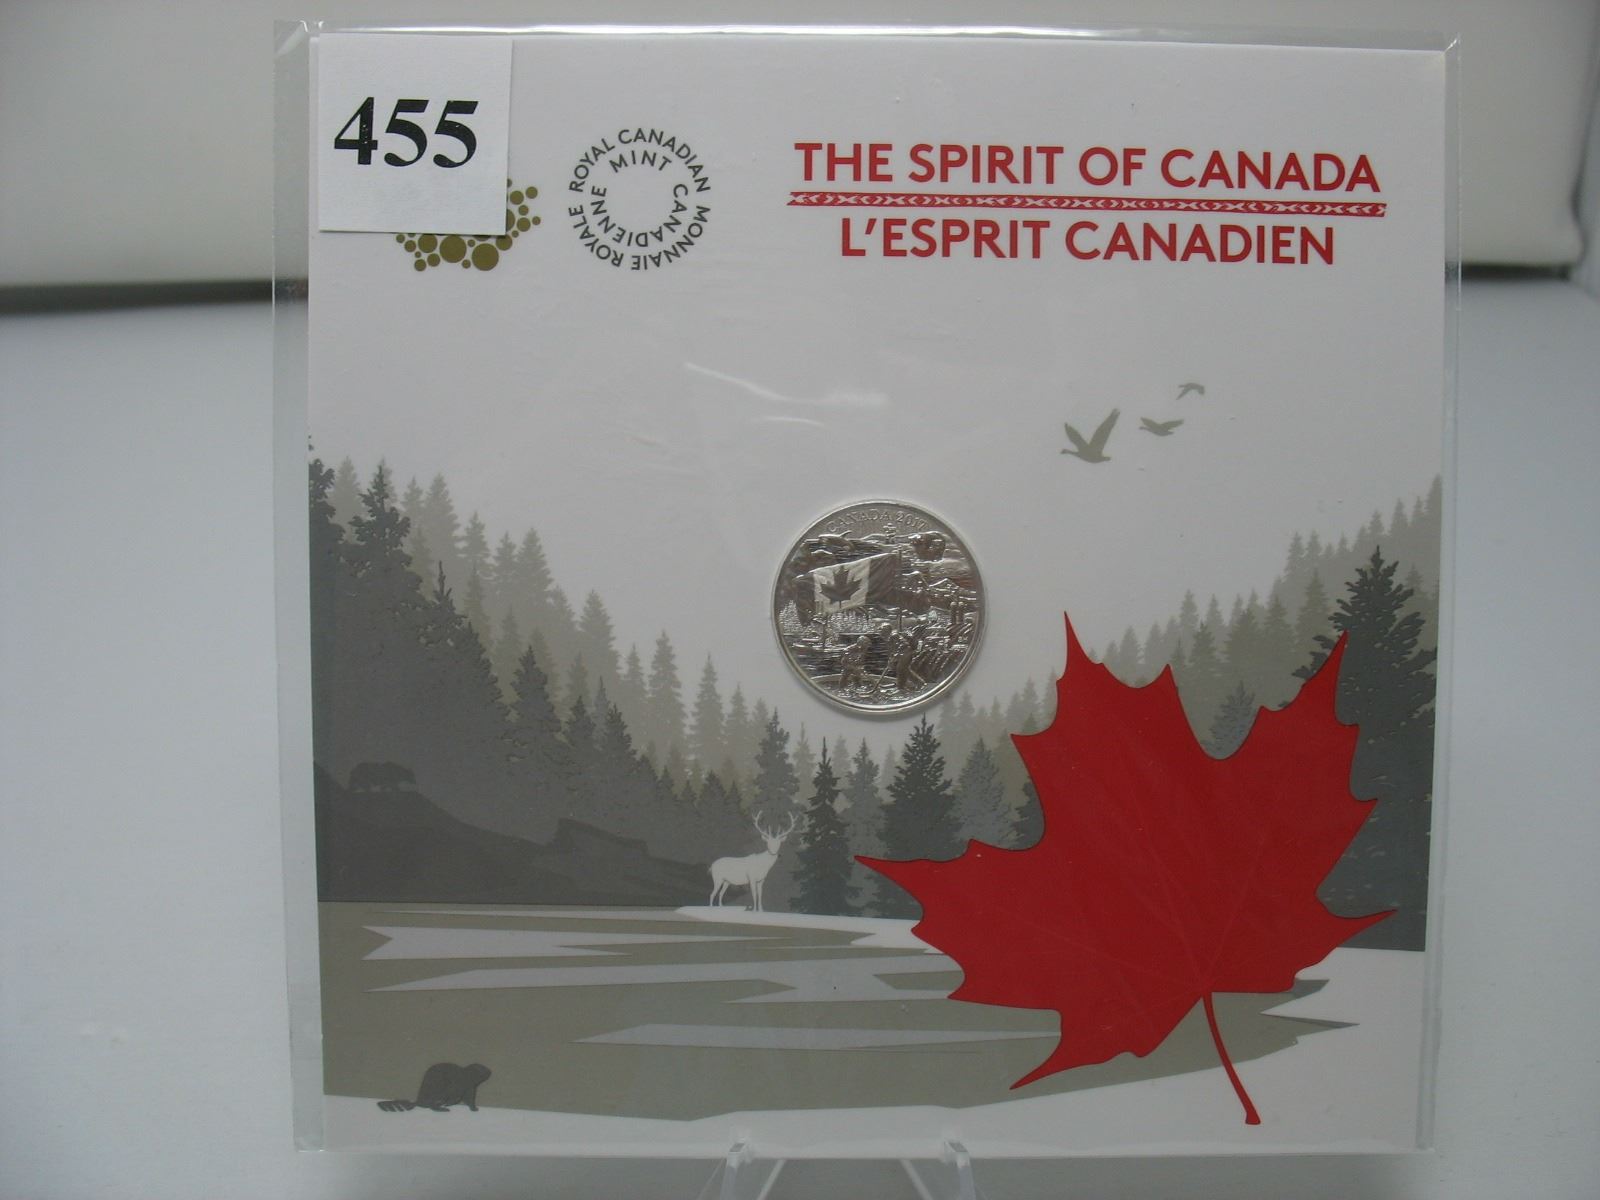 455
ROYAL CANADIAN MINT
MONNAIE ROYALE CANADIENNE
THE SPIRIT OF CANADA
L'ESPRIT CANADIEN
CANADA 2017